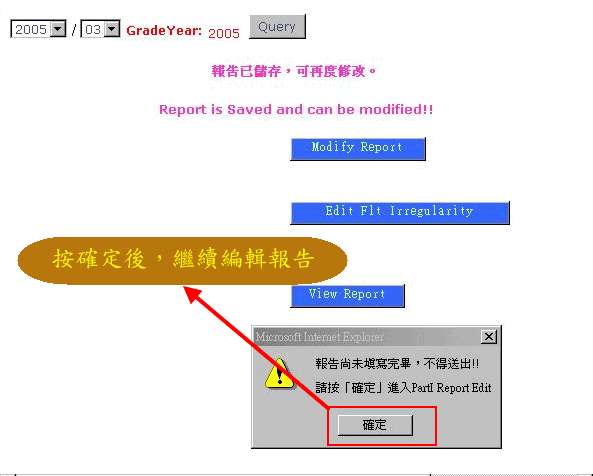 2005 / 03 GradeYear: 2005 Query
報告已儲存，可再度修改。
Report is Saved and can be modified!!
Modify Report
Edit Flt Irregularity
按確定後，繼續編輯報告
View Report
Microsoft Internet Explorer
報告尚未填寫完畢，不得送出!!
請按「確定」進入PartI Report Edit
確定